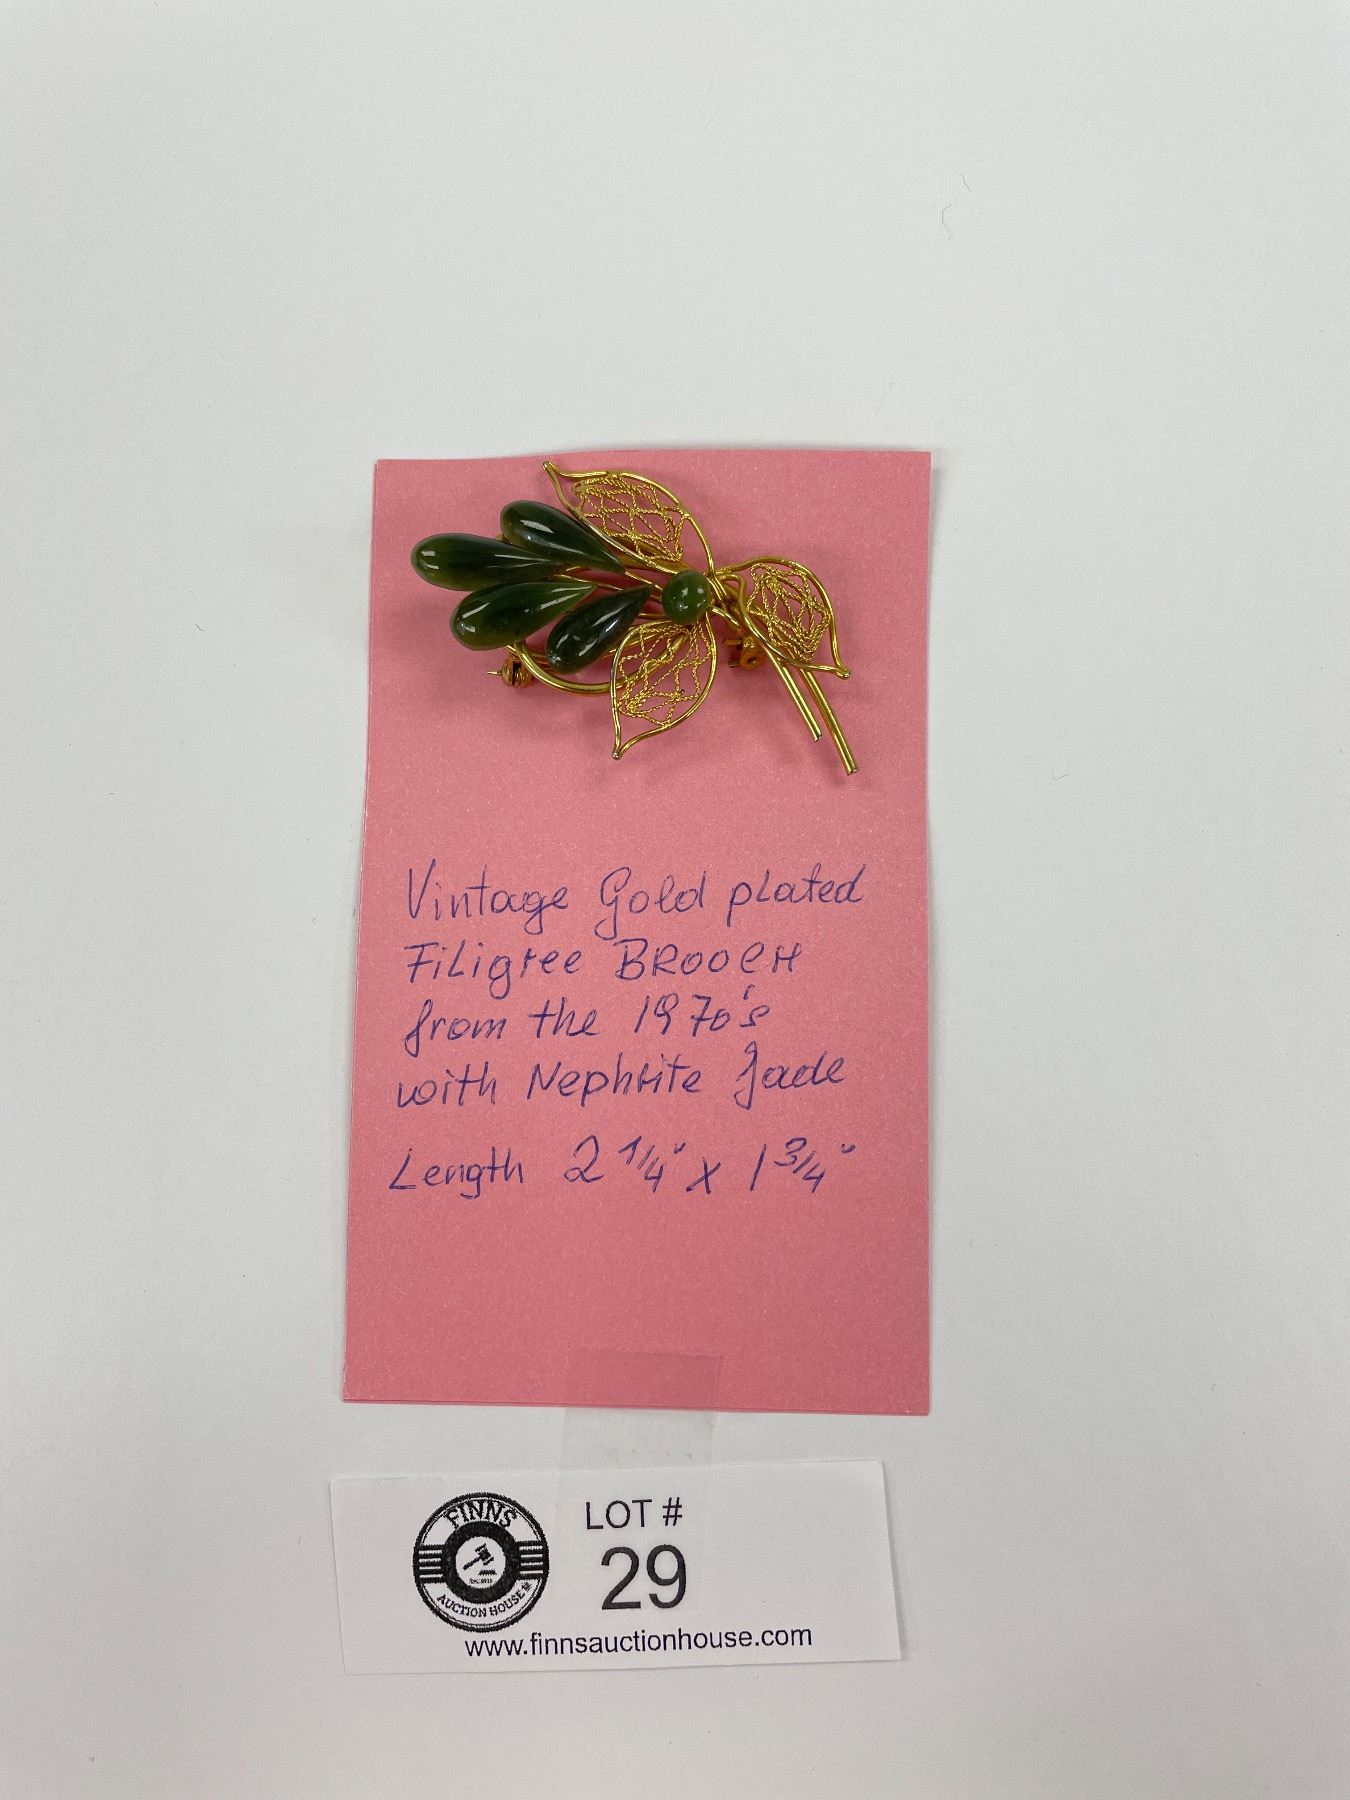 Vintage Gold plated
Filigree BROOCH
from the 1970's
with Nephrite Jade
Length 2 1/4" x 1 3/4"
FINNS
AUCTION HOUSE
LOT #
29
www.finnsauctionhouse.com